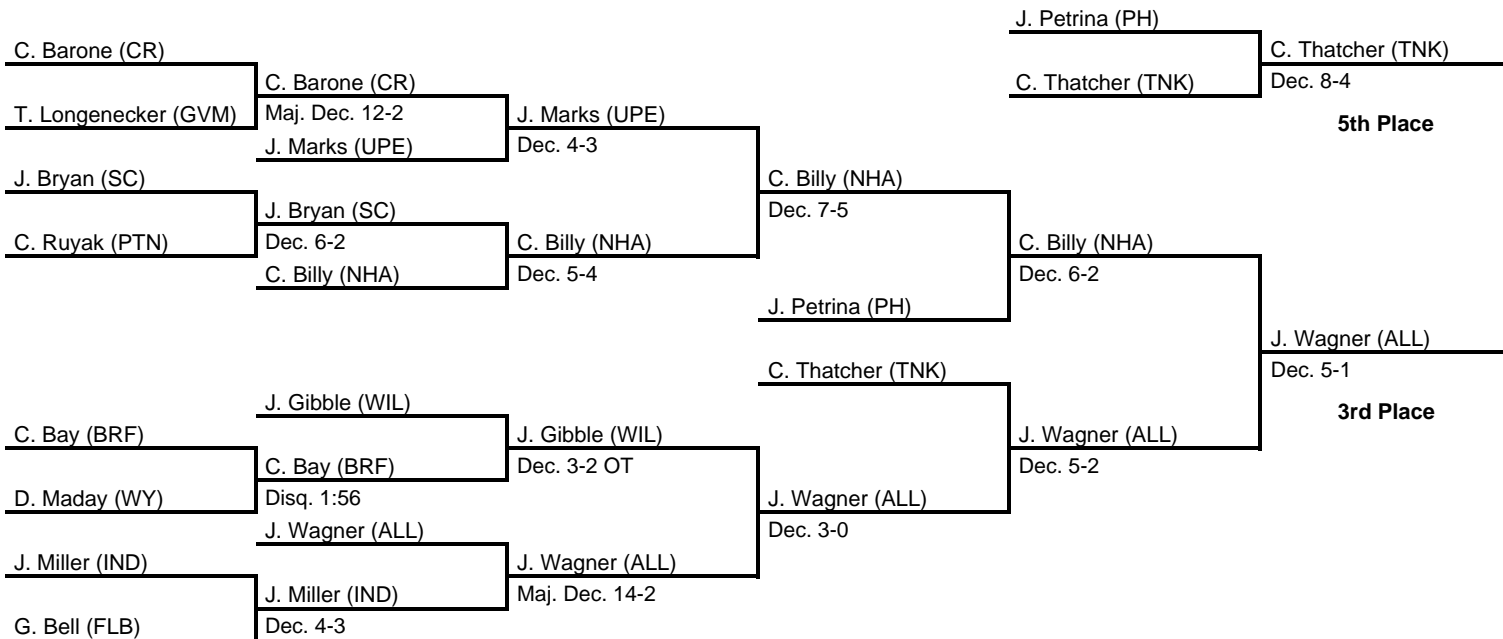 J. Petrina (PH)
C. Thatcher (TNK)
C. Thatcher (TNK)
Dec. 8-4
5th Place
C. Barone (CR)
T. Longenecker (GVM)
J. Bryan (SC)
C. Ruyak (PTN)
C. Barone (CR)
Maj. Dec. 12-2
J. Marks (UPE)
J. Bryan (SC)
Dec. 6-2
C. Billy (NHA)
J. Marks (UPE)
Dec. 4-3
C. Billy (NHA)
Dec. 5-4
C. Billy (NHA)
Dec. 7-5
J. Petrina (PH)
C. Billy (NHA)
Dec. 6-2
J. Wagner (ALL)
Dec. 5-1
3rd Place
C. Bay (BRF)
D. Maday (WY)
J. Miller (IND)
G. Bell (FLB)
J. Gibble (WIL)
C. Bay (BRF)
Disq. 1:56
J. Wagner (ALL)
J. Miller (IND)
Dec. 4-3
J. Gibble (WIL)
Dec. 3-2 OT
J. Wagner (ALL)
Maj. Dec. 14-2
C. Thatcher (TNK)
J. Wagner (ALL)
Dec. 3-0
J. Wagner (ALL)
Dec. 5-2